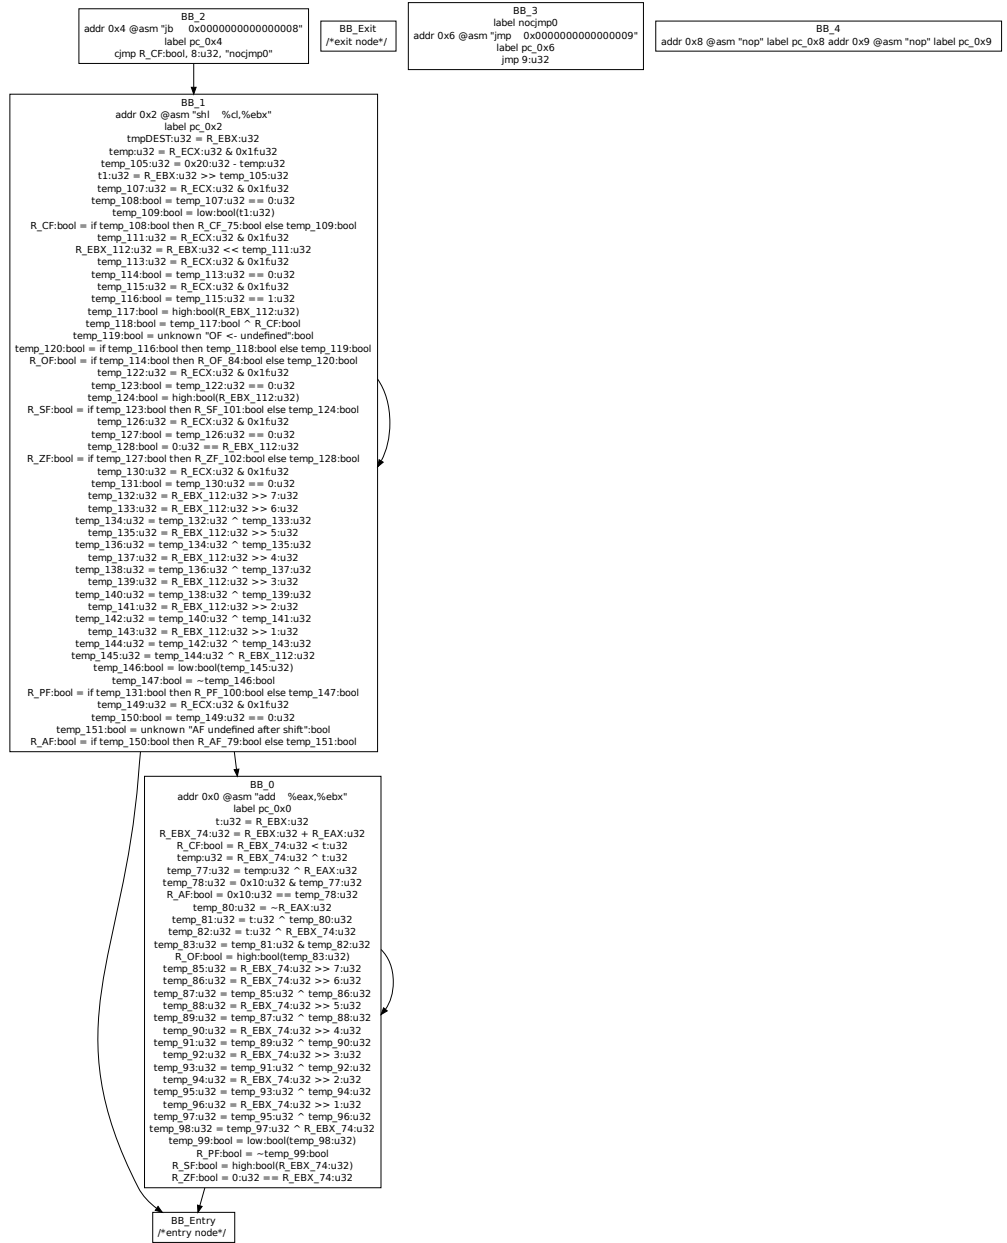 BB_2
addr 0x4 @asm "jb     0x0000000000000008"
label pc_0x4
cjmp R_CF:bool, 8:u32, "nocjmp0"
BB_Exit
/*exit node*/
BB_3
label nocjmp0
addr 0x6 @asm "jmp    0x0000000000000009"
label pc_0x6
jmp 9:u32
BB_4
addr 0x8 @asm "nop" label pc_0x8 addr 0x9 @asm "nop" label pc_0x9
BB_1
addr 0x2 @asm "shl    %cl,%ebx"
label pc_0x2
tmpDEST:u32 = R_EBX:u32
temp:u32 = R_ECX:u32 & 0x1f:u32
temp_105:u32 = 0x20:u32 - temp:u32
t1:u32 = R_EBX:u32 >> temp_105:u32
temp_107:u32 = R_ECX:u32 & 0x1f:u32
temp_108:bool = temp_107:u32 == 0:u32
temp_109:bool = low:bool(t1:u32)
R_CF:bool = if temp_108:bool then R_CF_75:bool else temp_109:bool
temp_111:u32 = R_ECX:u32 & 0x1f:u32
R_EBX_112:u32 = R_EBX:u32 << temp_111:u32
temp_113:u32 = R_ECX:u32 & 0x1f:u32
temp_114:bool = temp_113:u32 == 0:u32
temp_115:u32 = R_ECX:u32 & 0x1f:u32
temp_116:bool = temp_115:u32 == 1:u32
temp_117:bool = high:bool(R_EBX_112:u32)
temp_118:bool = temp_117:bool ^ R_CF:bool
temp_119:bool = unknown "OF <- undefined":bool
temp_120:bool = if temp_116:bool then temp_118:bool else temp_119:bool
R_OF:bool = if temp_114:bool then R_OF_84:bool else temp_120:bool
temp_122:u32 = R_ECX:u32 & 0x1f:u32
temp_123:bool = temp_122:u32 == 0:u32
temp_124:bool = high:bool(R_EBX_112:u32)
R_SF:bool = if temp_123:bool then R_SF_101:bool else temp_124:bool
temp_126:u32 = R_ECX:u32 & 0x1f:u32
temp_127:bool = temp_126:u32 == 0:u32
temp_128:bool = 0:u32 == R_EBX_112:u32
R_ZF:bool = if temp_127:bool then R_ZF_102:bool else temp_128:bool
temp_130:u32 = R_ECX:u32 & 0x1f:u32
temp_131:bool = temp_130:u32 == 0:u32
temp_132:u32 = R_EBX_112:u32 >> 7:u32
temp_133:u32 = R_EBX_112:u32 >> 6:u32
temp_134:u32 = temp_132:u32 ^ temp_133:u32
temp_135:u32 = R_EBX_112:u32 >> 5:u32
temp_136:u32 = temp_134:u32 ^ temp_135:u32
temp_137:u32 = R_EBX_112:u32 >> 4:u32
temp_138:u32 = temp_136:u32 ^ temp_137:u32
temp_139:u32 = R_EBX_112:u32 >> 3:u32
temp_140:u32 = temp_138:u32 ^ temp_139:u32
temp_141:u32 = R_EBX_112:u32 >> 2:u32
temp_142:u32 = temp_140:u32 ^ temp_141:u32
temp_143:u32 = R_EBX_112:u32 >> 1:u32
temp_144:u32 = temp_142:u32 ^ temp_143:u32
temp_145:u32 = temp_144:u32 ^ R_EBX_112:u32
temp_146:bool = low:bool(temp_145:u32)
temp_147:bool = ~temp_146:bool
R_PF:bool = if temp_131:bool then R_PF_100:bool else temp_147:bool
temp_149:u32 = R_ECX:u32 & 0x1f:u32
temp_150:bool = temp_149:u32 == 0:u32
temp_151:bool = unknown "AF undefined after shift":bool
R_AF:bool = if temp_150:bool then R_AF_79:bool else temp_151:bool
BB_0
addr 0x0 @asm "add    %eax,%ebx"
label pc_0x0
t:u32 = R_EBX:u32
R_EBX_74:u32 = R_EBX:u32 + R_EAX:u32
R_CF:bool = R_EBX_74:u32 < t:u32
temp:u32 = R_EBX_74:u32 ^ t:u32
temp_77:u32 = temp:u32 ^ R_EAX:u32
temp_78:u32 = 0x10:u32 & temp_77:u32
R_AF:bool = 0x10:u32 == temp_78:u32
temp_80:u32 = ~R_EAX:u32
temp_81:u32 = t:u32 ^ temp_80:u32
temp_82:u32 = t:u32 ^ R_EBX_74:u32
temp_83:u32 = temp_81:u32 & temp_82:u32
R_OF:bool = high:bool(temp_83:u32)
temp_85:u32 = R_EBX_74:u32 >> 7:u32
temp_86:u32 = R_EBX_74:u32 >> 6:u32
temp_87:u32 = temp_85:u32 ^ temp_86:u32
temp_88:u32 = R_EBX_74:u32 >> 5:u32
temp_89:u32 = temp_87:u32 ^ temp_88:u32
temp_90:u32 = R_EBX_74:u32 >> 4:u32
temp_91:u32 = temp_89:u32 ^ temp_90:u32
temp_92:u32 = R_EBX_74:u32 >> 3:u32
temp_93:u32 = temp_91:u32 ^ temp_92:u32
temp_94:u32 = R_EBX_74:u32 >> 2:u32
temp_95:u32 = temp_93:u32 ^ temp_94:u32
temp_96:u32 = R_EBX_74:u32 >> 1:u32
temp_97:u32 = temp_95:u32 ^ temp_96:u32
temp_98:u32 = temp_97:u32 ^ R_EBX_74:u32
temp_99:bool = low:bool(temp_98:u32)
R_PF:bool = ~temp_99:bool
R_SF:bool = high:bool(R_EBX_74:u32)
R_ZF:bool = 0:u32 == R_EBX_74:u32
BB_Entry
/*entry node*/